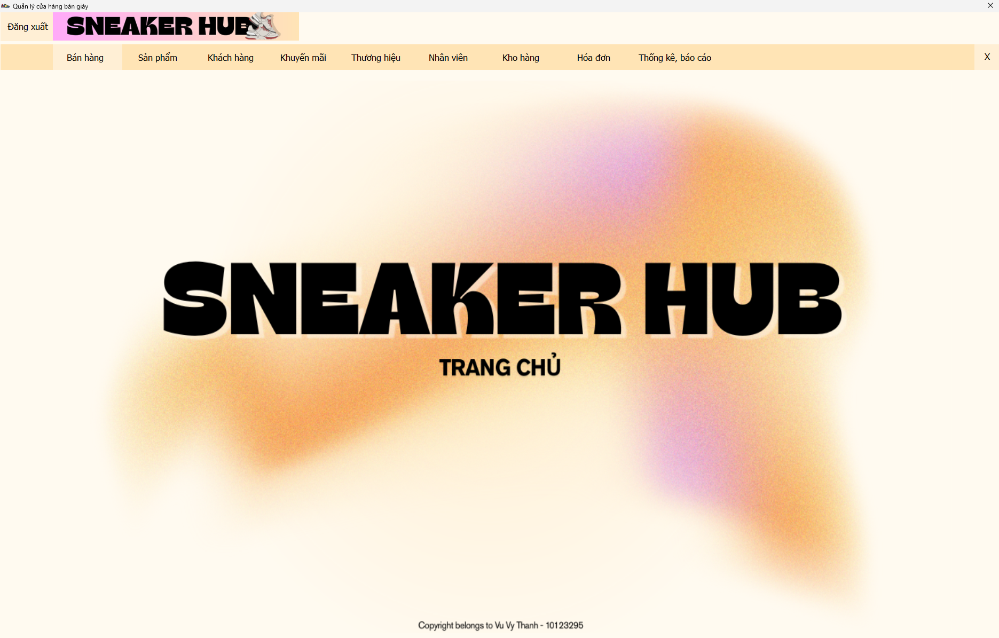 Quản lý cửa hàng bán giày
Đăng xuất
SNEAKER HUB
Bán hàng Sản phẩm Khách hàng Khuyến mãi Thương hiệu Nhân viên Kho hàng Hóa đơn Thống kê, báo cáo X
SNEAKER HUB
TRANG CHỦ
Copyright belongs to Vu Vy Thanh - 10123295